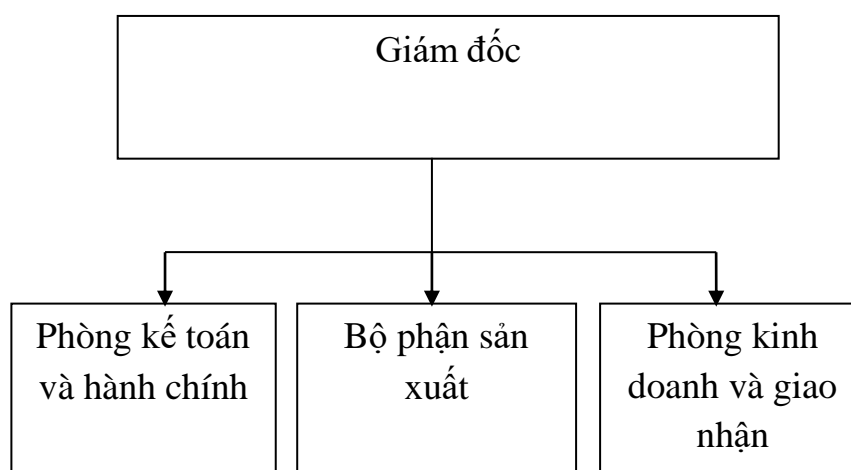 Giám đốc
Phòng kế toán
và hành chính
Bộ phận sản
xuất
Phòng kinh
doanh và giao
nhận